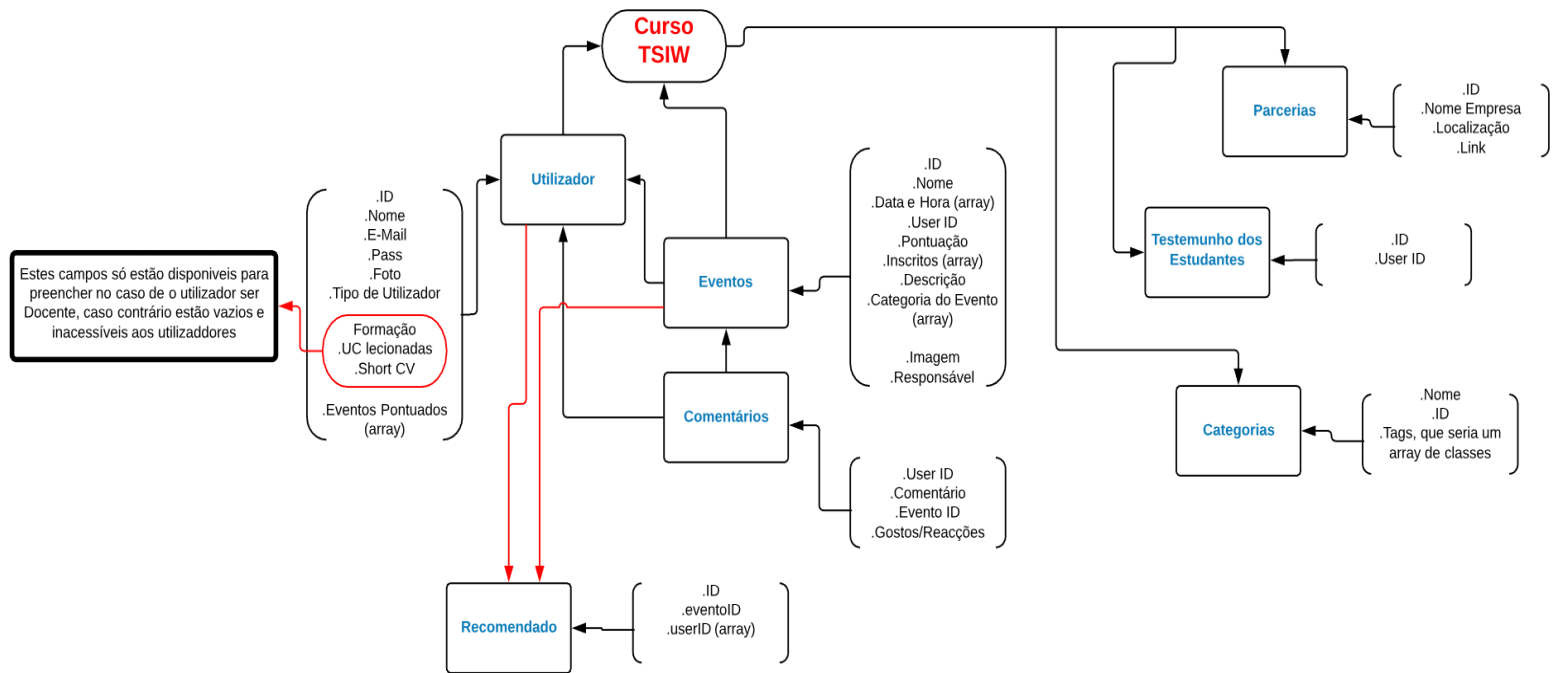 Curso
TSIW
Parcerias
.ID
.Nome Empresa
.Localização
.Link
Utilizador
.ID
.Nome
.E-Mail
.Pass
.Foto
.Tipo de Utilizador
Formação
.UC lecionadas
.Short CV
.Eventos Pontuados
(array)
Estes campos só estão disponiveis para
preencher no caso de o utilizador ser
Docente, caso contrário estão vazios e
inacessíveis aos utilizaddores
Eventos
.ID
.Nome
.Data e Hora (array)
.User ID
.Pontuação
.Inscritos (array)
.Descrição
.Categoria do Evento
(array)
.Imagem
.Responsável
Testemunho dos
Estudantes
.ID
.User ID
Comentários
.User ID
.Comentário
.Evento ID
.Gostos/Reacções
Categorias
.Nome
.ID
.Tags, que seria um
array de classes
Recomendado
.ID
.eventoID
.userID (array)